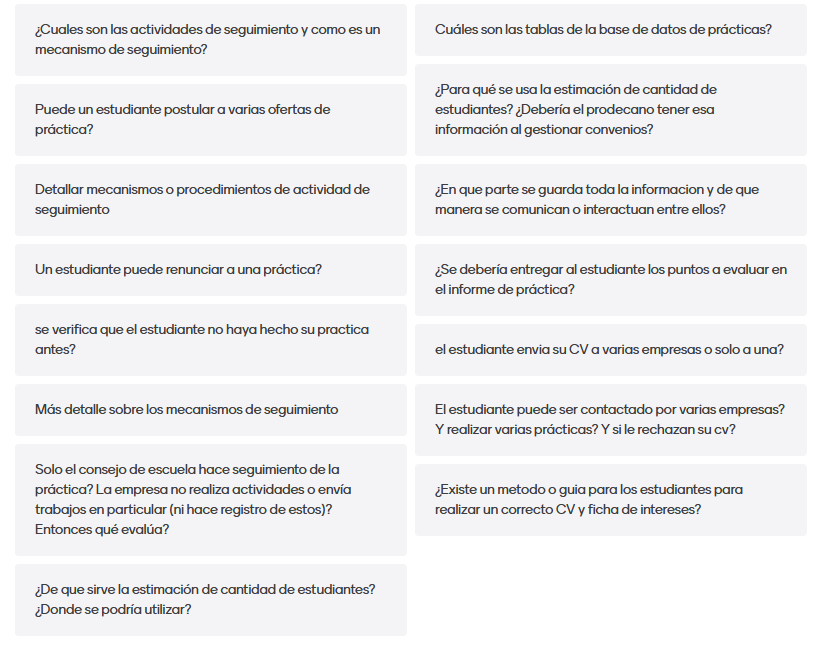 ¿Cuales son las actividades de seguimiento y como es un
mecanismo de seguimiento?
Puede un estudiante postular a varias ofertas de
práctica?
Detallar mecanismos o procedimientos de actividad de
seguimiento
Un estudiante puede renunciar a una práctica?
se verifica que el estudiante no haya hecho su practica
antes?
Más detalle sobre los mecanismos de seguimiento
Solo el consejo de escuela hace seguimiento de la
práctica? La empresa no realiza actividades o envía
trabajos en particular (ni hace registro de estos)?
Entonces qué evalúa?
¿De que sirve la estimación de cantidad de estudiantes?
¿Donde se podría utilizar?
Cuáles son las tablas de la base de datos de prácticas?
¿Para qué se usa la estimación de cantidad de
estudiantes? ¿Debería el prodecano tener esa
información al gestionar convenios?
¿En que parte se guarda toda la informacion y de que
manera se comunican o interactuan entre ellos?
¿Se debería entregar al estudiante los puntos a evaluar en
el informe de práctica?
el estudiante envia su CV a varias empresas o solo a una?
El estudiante puede ser contactado por varias empresas?
Y realizar varias prácticas? Y si le rechazan su cv?
¿Existe un metodo o guia para los estudiantes para
realizar un correcto CV y ficha de intereses?